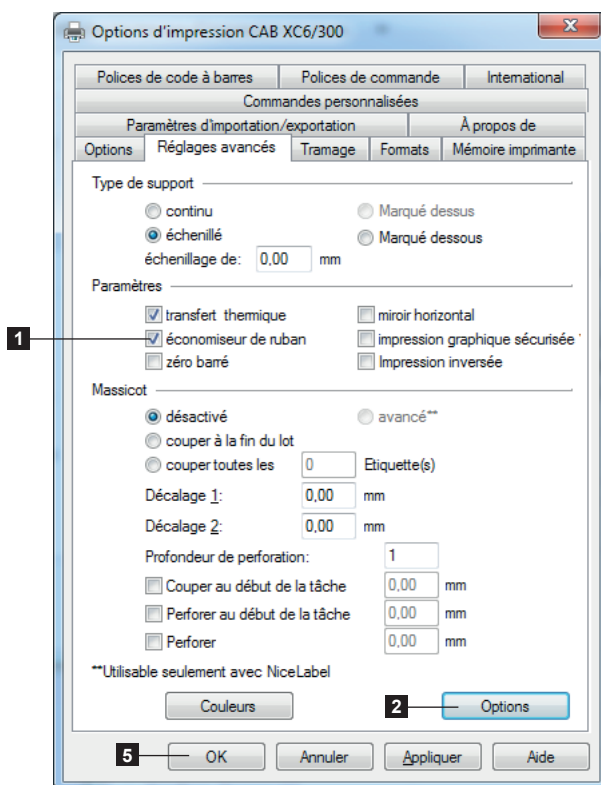 Options d'impression CAB XC6/300
Polices de code à barres Polices de commande International
Commandes personnalisées
Paramètres d'importation/exportation À propos de
Options Réglages avancés Tramage Formats Mémoire imprimante
Type de support
continu Marqué dessus
échenillé Marqué dessous
échenillage de: 0,00 mm
Paramètres
transfert thermique miroir horizontal
1 économiseur de ruban impression graphique sécurisée
zéro barré Impression inversée
Massicot
désactivé avancé**
couper à la fin du lot
couper toutes les 0 Etiquette(s)
Décalage 1: 0,00 mm
Décalage 2: 0,00 mm
Profondeur de perforation: 1
Couper au début de la tâche 0,00 mm
Perforer au début de la tâche 0,00 mm
Perforer 0,00 mm
**Utilisable seulement avec NiceLabel
Couleurs 2 Options
5 OK Annuler Appliquer Aide